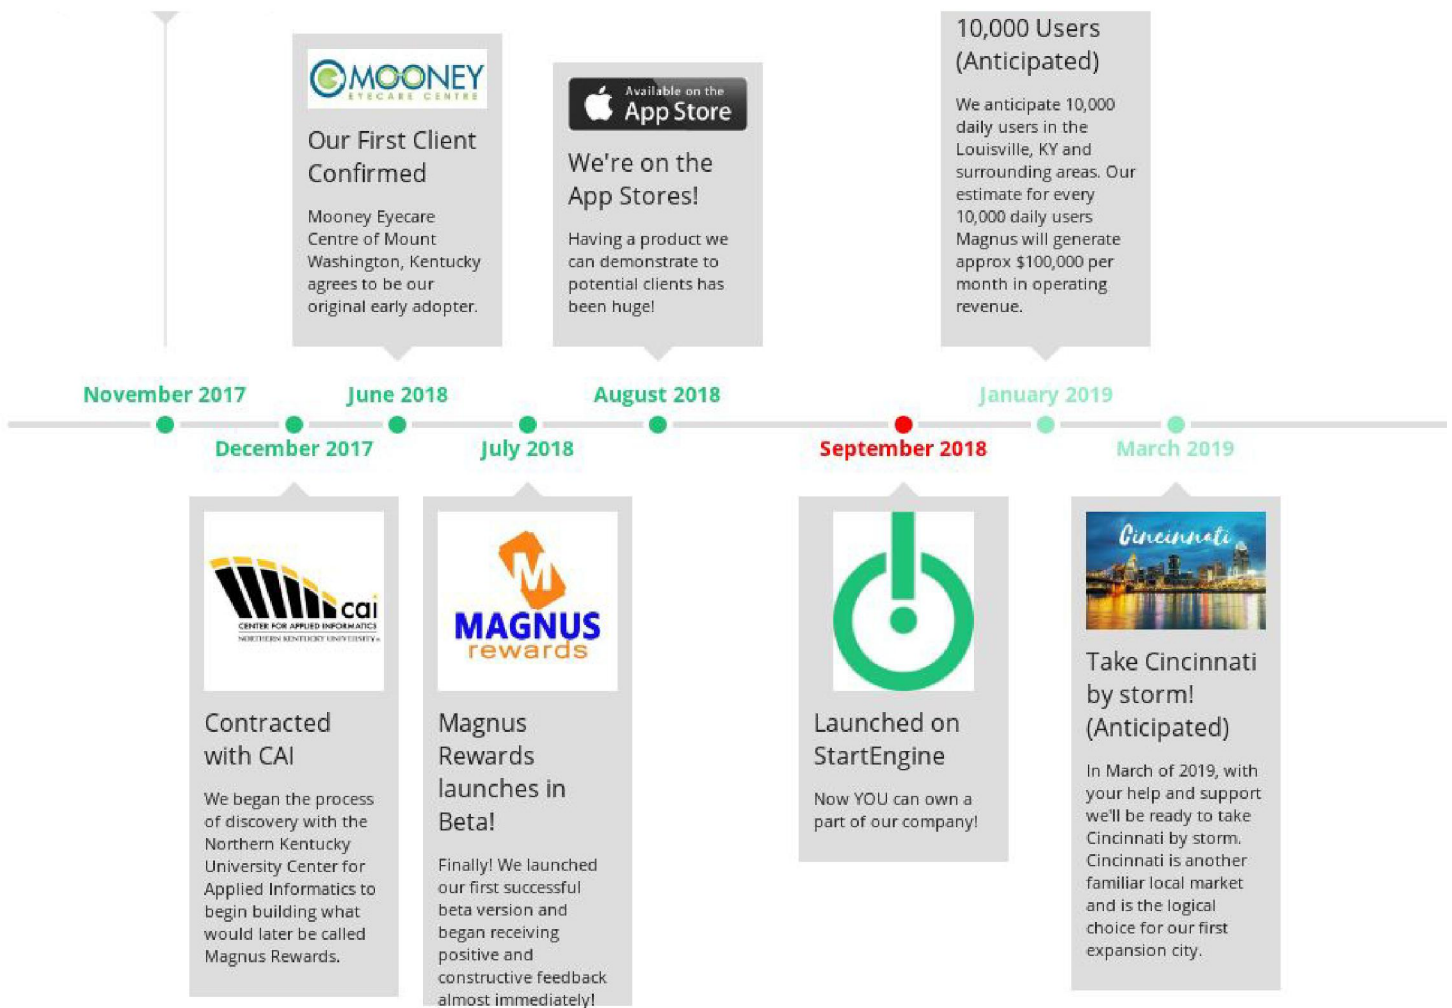 MOONEY
EYECARE CENTRE
Our First Client
Confirmed
Mooney Eyecare
Centre of Mount
Washington, Kentucky
agrees to be our
original early adopter.
Available on the
App Store
We're on the
App Stores!
Having a product we
can demonstrate to
potential clients has
been huge!
10,000 Users
(Anticipated)
We anticipate 10,000
daily users in the
Louisville, KY and
surrounding areas. Our
estimate for every
10,000 daily users
Magnus will generate
approx $100,000 per
month in operating
revenue.
November 2017
June 2018
August 2018
January 2019
December 2017
July 2018
September 2018
March 2019
cai
CENTER FOR APPLIED INFORMATICS
NORTHERN KENTUCKY UNIVERSITY
Contracted
with CAI
We began the process
of discovery with the
Northern Kentucky
University Center for
Applied Informatics to
begin building what
would later be called
Magnus Rewards.
M
MAGNUS
rewards
Magnus
Rewards
launches in
Beta!
Finally! We launched
our first successful
beta version and
began receiving
positive and
constructive feedback
almost immediately!
Launched on
StartEngine
Now YOU can own a
part of our company!
Cincinnati
Take Cincinnati
by storm!
(Anticipated)
In March of 2019, with
your help and support
we'll be ready to take
Cincinnati by storm.
Cincinnati is another
familiar local market
and is the logical
choice for our first
expansion city.